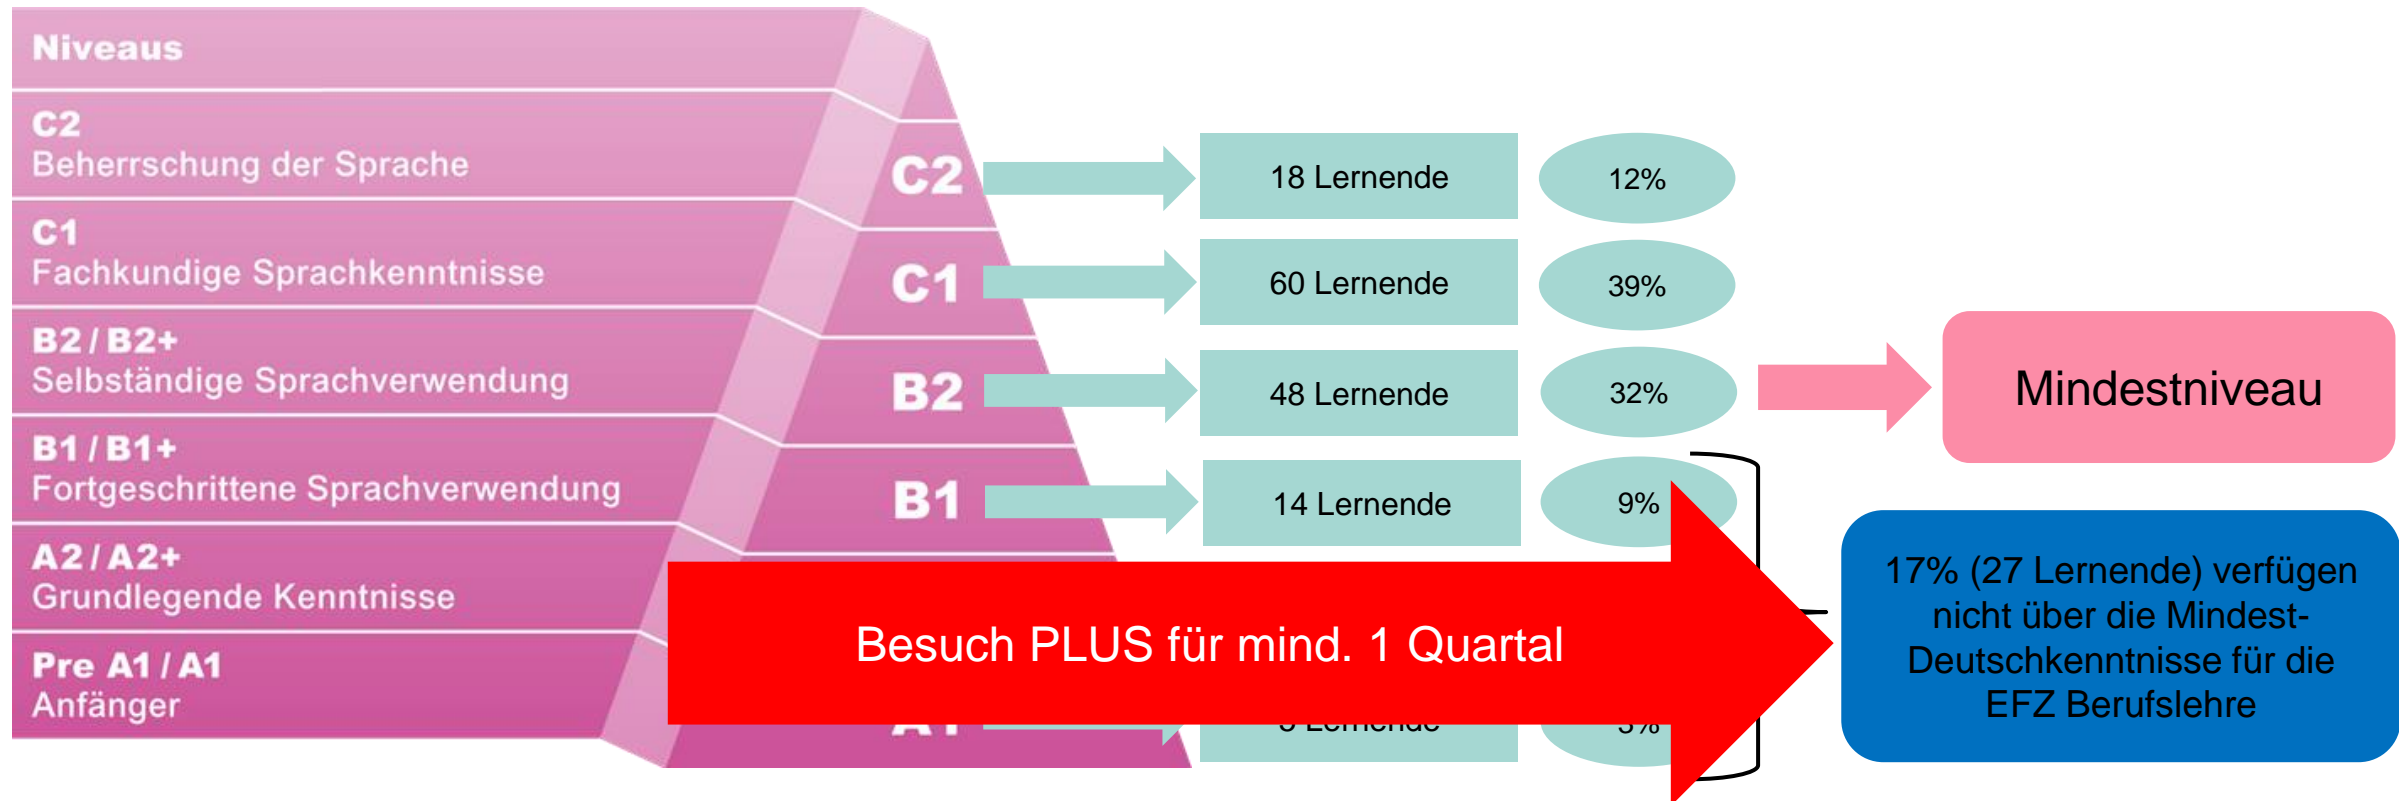 Niveaus
C2
Beherrschung der Sprache
C1
Fachkundige Sprachkenntnisse
B2 / B2+
Selbständige Sprachverwendung
B1 / B1+
Fortgeschrittene Sprachverwendung
A2 / A2+
Grundlegende Kenntnisse
Pre A1 / A1
Anfänger
C2
18 Lernende
12%
C1
60 Lernende
39%
B2
48 Lernende
32%
Mindestniveau
B1
14 Lernende
9%
Besuch PLUS für mind. 1 Quartal
A1
Lernende
3%
17% (27 Lernende) verfügen
nicht über die Mindest-
Deutschkenntnisse für die
EFZ Berufslehre